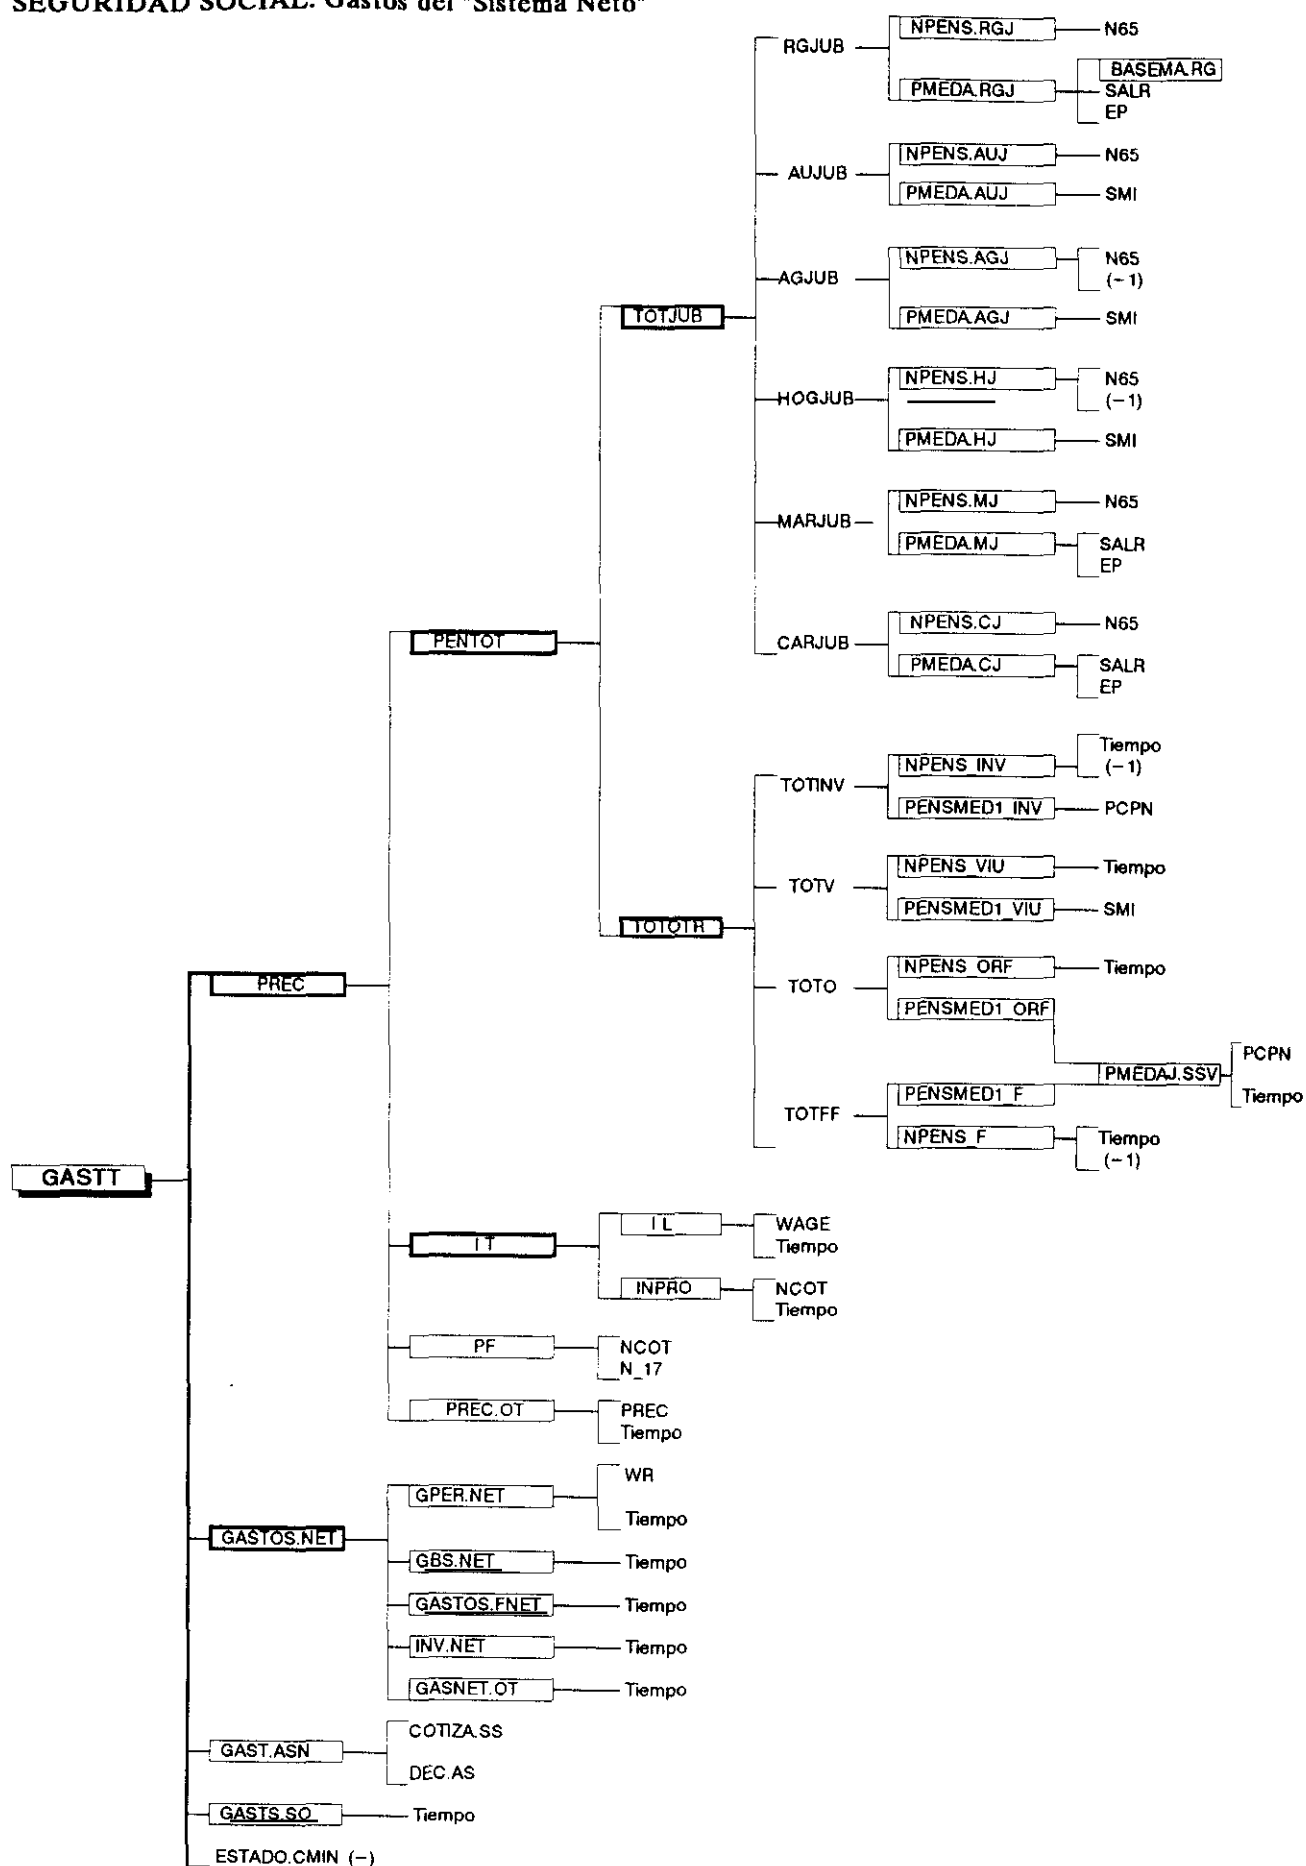 SEGURIDAD SOCIAL: Gastos del "Sistema Neto"
RGJUB
NPENS.RGJ
N65
PMEDA.RGJ
BASEMA.RG
SALR
EP
AUJUB
NPENS.AUJ
N65
PMEDA.AUJ
SMI
AGJUB
NPENS.AGJ
N65
(−1)
PMEDA.AGJ
SMI
TOTJUB
HOGJUB
NPENS.HJ
N65
(−1)
PMEDA.HJ
SMI
MARJUB
NPENS.MJ
N65
PMEDA.MJ
SALR
EP
PENTOT
CARJUB
NPENS.CJ
N65
PMEDA.CJ
SALR
EP
TOTINV
NPENS_INV
Tiempo
(−1)
PENSMED1_INV
PCPN
TOTV
NPENS_VIU
Tiempo
PENSMED1_VIU
SMI
TOTOTR
TOTO
NPENS_ORF
Tiempo
PENSMED1_ORF
PMEDAJ.SSV
PCPN
Tiempo
TOTFF
PENSMED1_F
NPENS_F
Tiempo
(−1)
PREC
GASTT
IT
IL
WAGE
Tiempo
INPRO
NCOT
Tiempo
PF
NCOT
N_17
PREC.OT
PREC
Tiempo
GASTOS.NET
GPER.NET
WR
Tiempo
GBS.NET
Tiempo
GASTOS.FNET
Tiempo
INV.NET
Tiempo
GASNET.OT
Tiempo
GAST.ASN
COTIZA.SS
DEC.AS
GASTS.SO
Tiempo
ESTADO.CMIN (−)